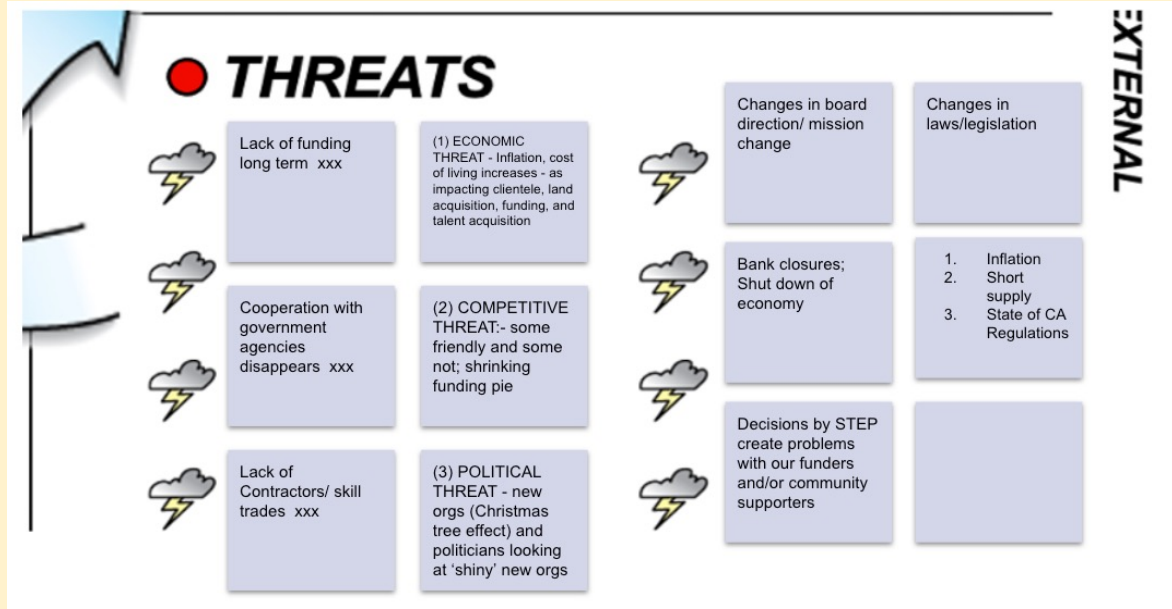 THREATS
EXTERNAL
Lack of funding
long term xxx
(1) ECONOMIC
THREAT - Inflation, cost
of living increases - as
impacting clientele, land
acquisition, funding, and
talent acquisition
Changes in board
direction/ mission
change
Changes in
laws/legislation
Cooperation with
government
agencies
disappears xxx
(2) COMPETITIVE
THREAT:- some
friendly and some
not; shrinking
funding pie
Bank closures;
Shut down of
economy
1. Inflation
2. Short
supply
3. State of CA
Regulations
Lack of
Contractors/ skill
trades xxx
(3) POLITICAL
THREAT - new
orgs (Christmas
tree effect) and
politicians looking
at ‘shiny’ new orgs
Decisions by STEP
create problems
with our funders
and/or community
supporters